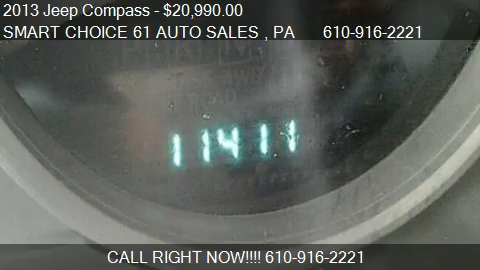 2013 Jeep Compass - $20,990.00
SMART CHOICE 61 AUTO SALES , PA 610-916-2221
11411
CALL RIGHT NOW!!!! 610-916-2221